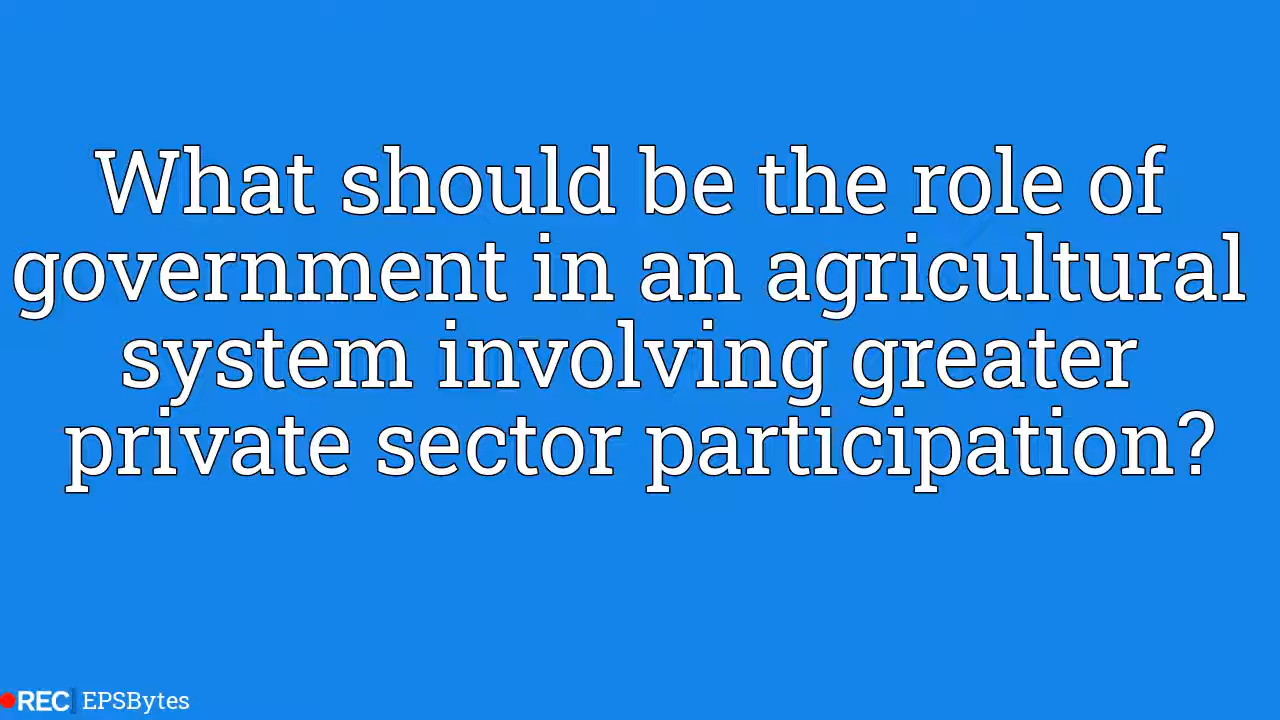 What should be the role of
government in an agricultural
system involving greater
private sector participation?
REC EPSBytes